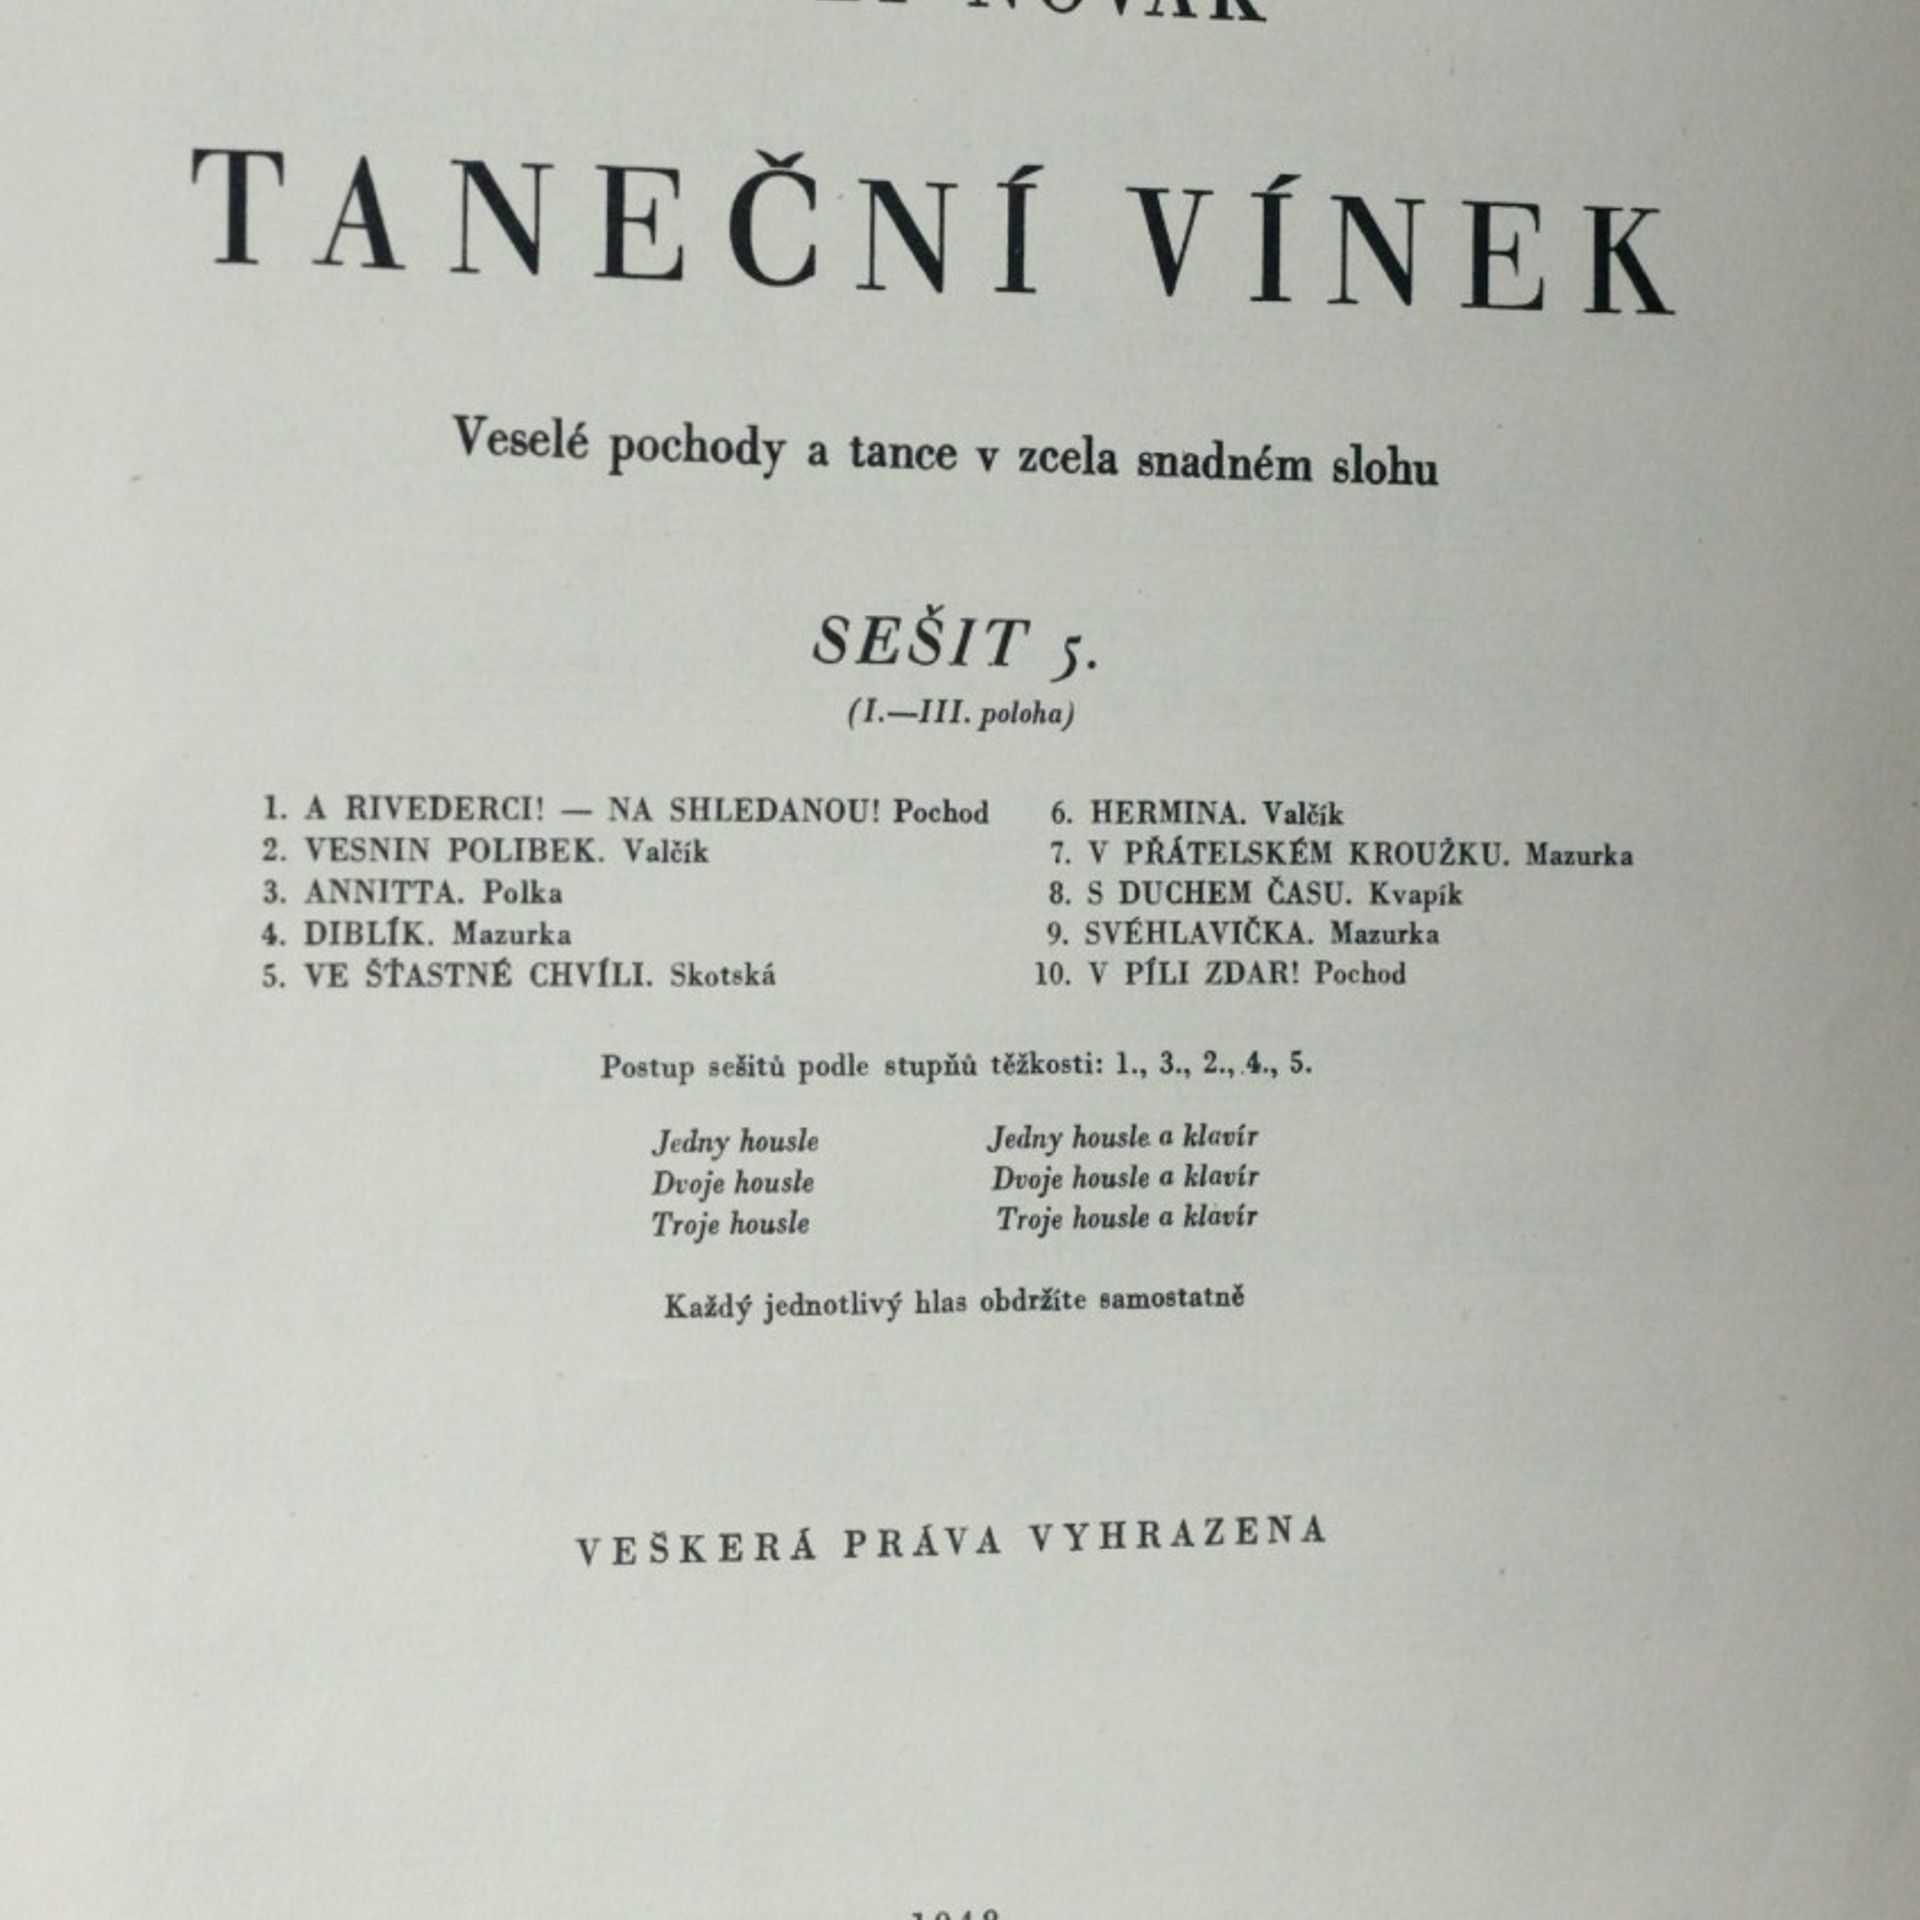 NOVÁK
TANEČNÍ VÍNEK
Veselé pochody a tance v zcela snadném slohu
SEŠIT 5.
(I.—III. poloha)
1. A RIVEDERCI! — NA SHLEDANOU! Pochod
2. VESNIN POLIBEK. Valčík
3. ANNITTA. Polka
4. DIBLÍK. Mazurka
5. VE ŠŤASTNÉ CHVÍLI. Skotská
6. HERMINA. Valčík
7. V PŘÁTELSKÉM KROUŽKU. Mazurka
8. S DUCHEM ČASU. Kvapík
9. SVÉHLAVIČKA. Mazurka
10. V PÍLI ZDAR! Pochod
Postup sešitů podle stupňů těžkosti: 1., 3., 2., 4., 5.
Jedny housle
Dvoje housle
Troje housle
Jedny housle a klavír
Dvoje housle a klavír
Troje housle a klavír
Každý jednotlivý hlas obdržíte samostatně
VEŠKERÁ PRÁVA VYHRAZENA